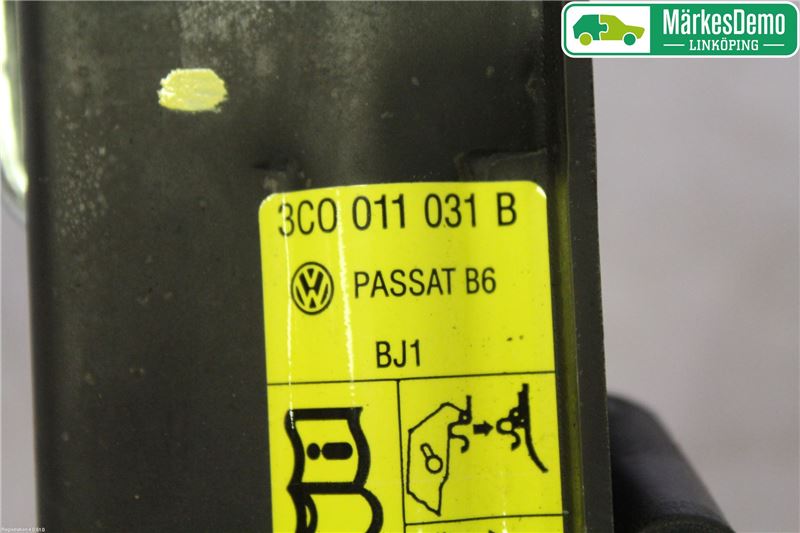 MärkesDemo
LINKÖPING
3C0 011 031 B
PASSAT B6
BJ1